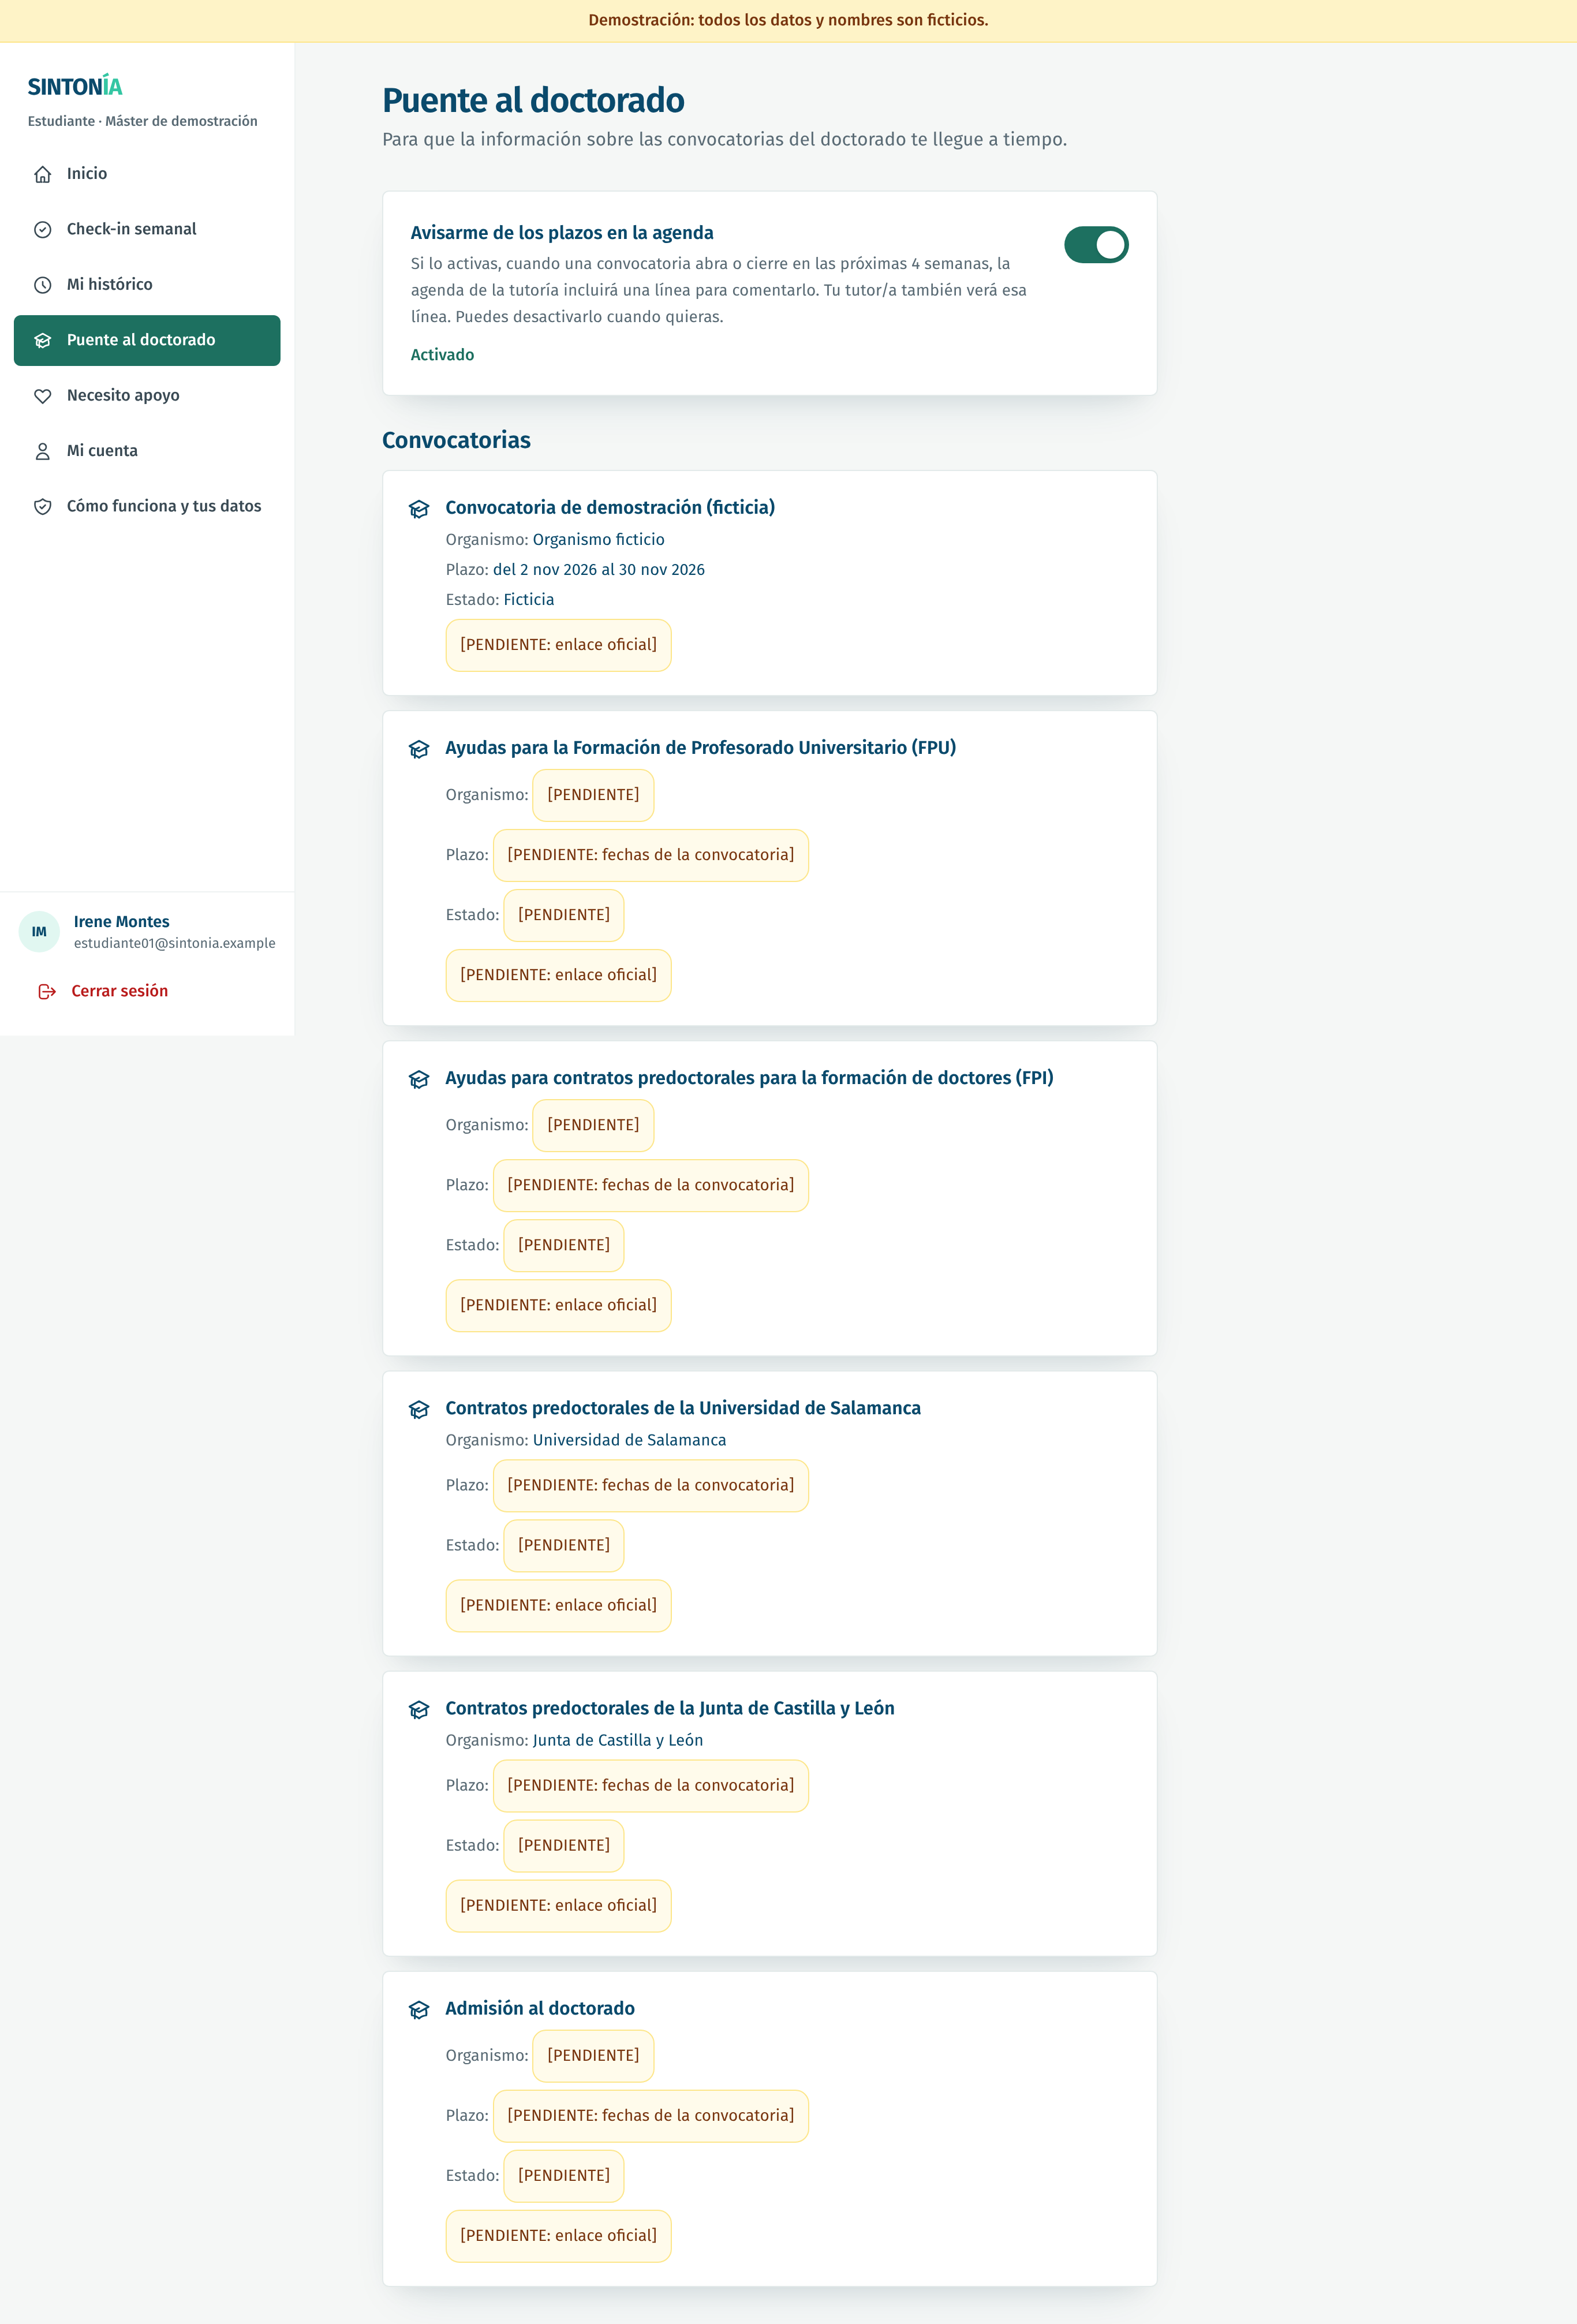 Demostración: todos los datos y nombres son ficticios.
SINTONÍA
Estudiante · Máster de demostración
Inicio
Check-in semanal
Mi histórico
Puente al doctorado
Necesito apoyo
Mi cuenta
Cómo funciona y tus datos
IM
Irene Montes
estudiante01@sintonia.example
Cerrar sesión
Puente al doctorado
Para que la información sobre las convocatorias del doctorado te llegue a tiempo.
Avisarme de los plazos en la agenda
Si lo activas, cuando una convocatoria abra o cierre en las próximas 4 semanas, la
agenda de la tutoría incluirá una línea para comentarlo. Tu tutor/a también verá esa
línea. Puedes desactivarlo cuando quieras.
Activado
Convocatorias
Convocatoria de demostración (ficticia)
Organismo: Organismo ficticio
Plazo: del 2 nov 2026 al 30 nov 2026
Estado: Ficticia
[PENDIENTE: enlace oficial]
Ayudas para la Formación de Profesorado Universitario (FPU)
Organismo: [PENDIENTE]
Plazo: [PENDIENTE: fechas de la convocatoria]
Estado: [PENDIENTE]
[PENDIENTE: enlace oficial]
Ayudas para contratos predoctorales para la formación de doctores (FPI)
Organismo: [PENDIENTE]
Plazo: [PENDIENTE: fechas de la convocatoria]
Estado: [PENDIENTE]
[PENDIENTE: enlace oficial]
Contratos predoctorales de la Universidad de Salamanca
Organismo: Universidad de Salamanca
Plazo: [PENDIENTE: fechas de la convocatoria]
Estado: [PENDIENTE]
[PENDIENTE: enlace oficial]
Contratos predoctorales de la Junta de Castilla y León
Organismo: Junta de Castilla y León
Plazo: [PENDIENTE: fechas de la convocatoria]
Estado: [PENDIENTE]
[PENDIENTE: enlace oficial]
Admisión al doctorado
Organismo: [PENDIENTE]
Plazo: [PENDIENTE: fechas de la convocatoria]
Estado: [PENDIENTE]
[PENDIENTE: enlace oficial]